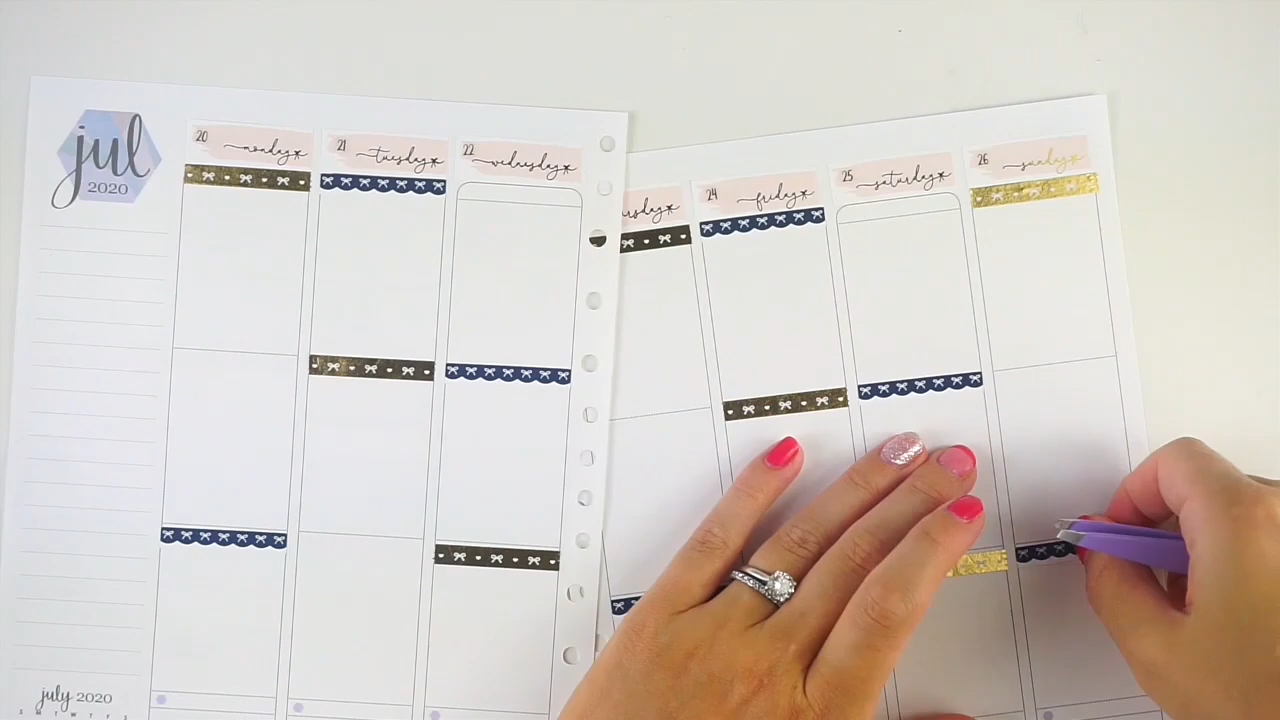 jul
2020
20 monday
21 tuesday
22 wednesday
24 friday
25 saturday
26 sunday
july 2020
S M T W T F S